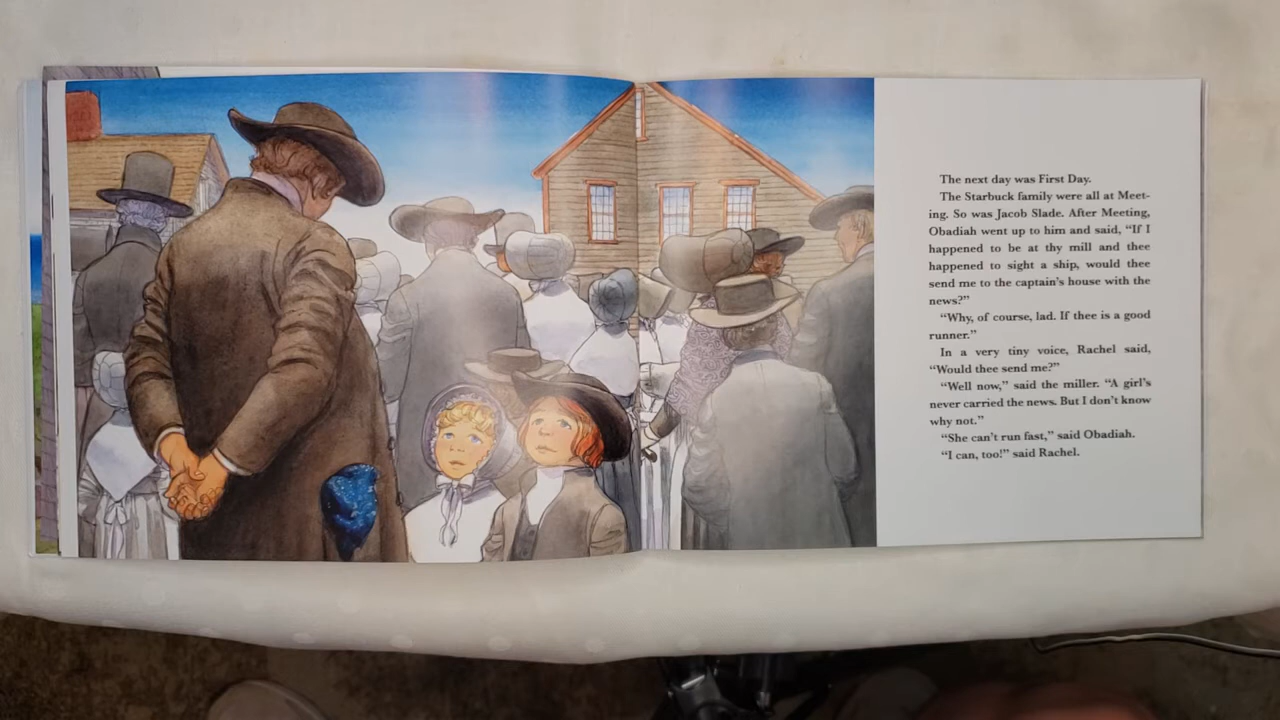 The next day was First Day.
The Starbuck family were all at Meet-
ing. So was Jacob Slade. After Meeting,
Obadiah went up to him and said, “If I
happened to be at thy mill and thee
happened to sight a ship, would thee
send me to the captain’s house with the
news?”
“Why, of course, lad. If thee is a good
runner.”
In a very tiny voice, Rachel said,
“Would thee send me?”
“Well now,” said the miller. “A girl’s
never carried the news. But I don’t know
why not.”
“She can’t run fast,” said Obadiah.
“I can, too!” said Rachel.